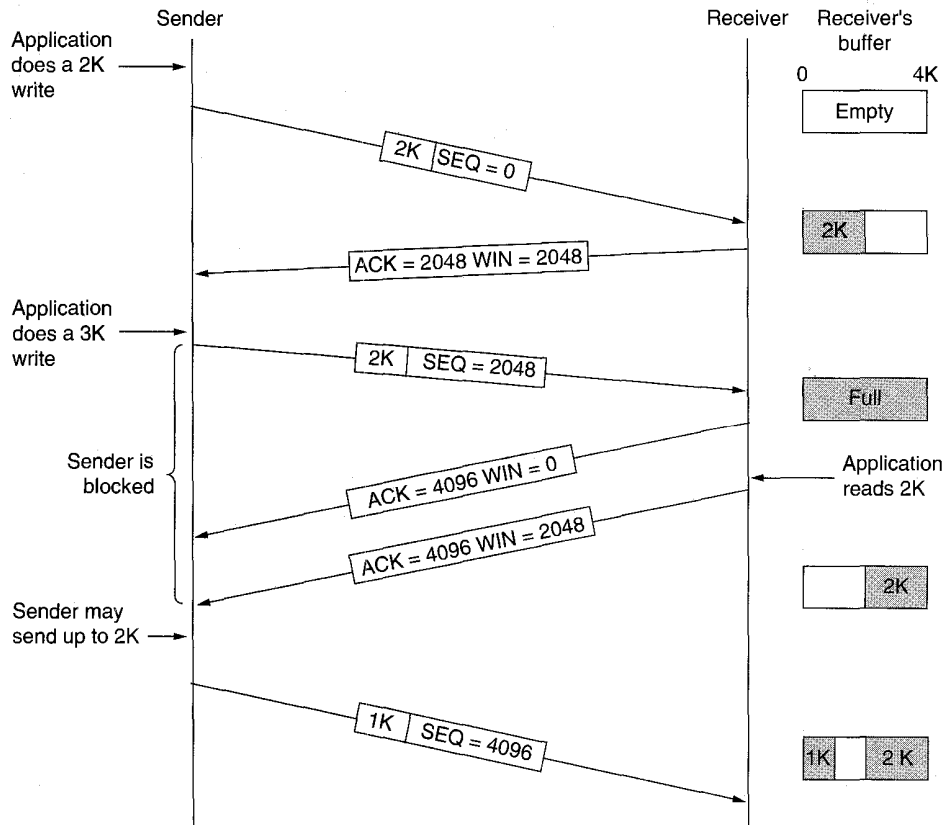 Sender
Receiver
Receiver's
buffer
Application
does a 2K
write
0 4K
Empty
2K SEQ = 0
2K
ACK = 2048 WIN = 2048
Application
does a 3K
write
2K SEQ = 2048
Full
Sender is
blocked
ACK = 4096 WIN = 0
Application
reads 2K
ACK = 4096 WIN = 2048
2K
Sender may
send up to 2K
1K SEQ = 4096
1K 2 K